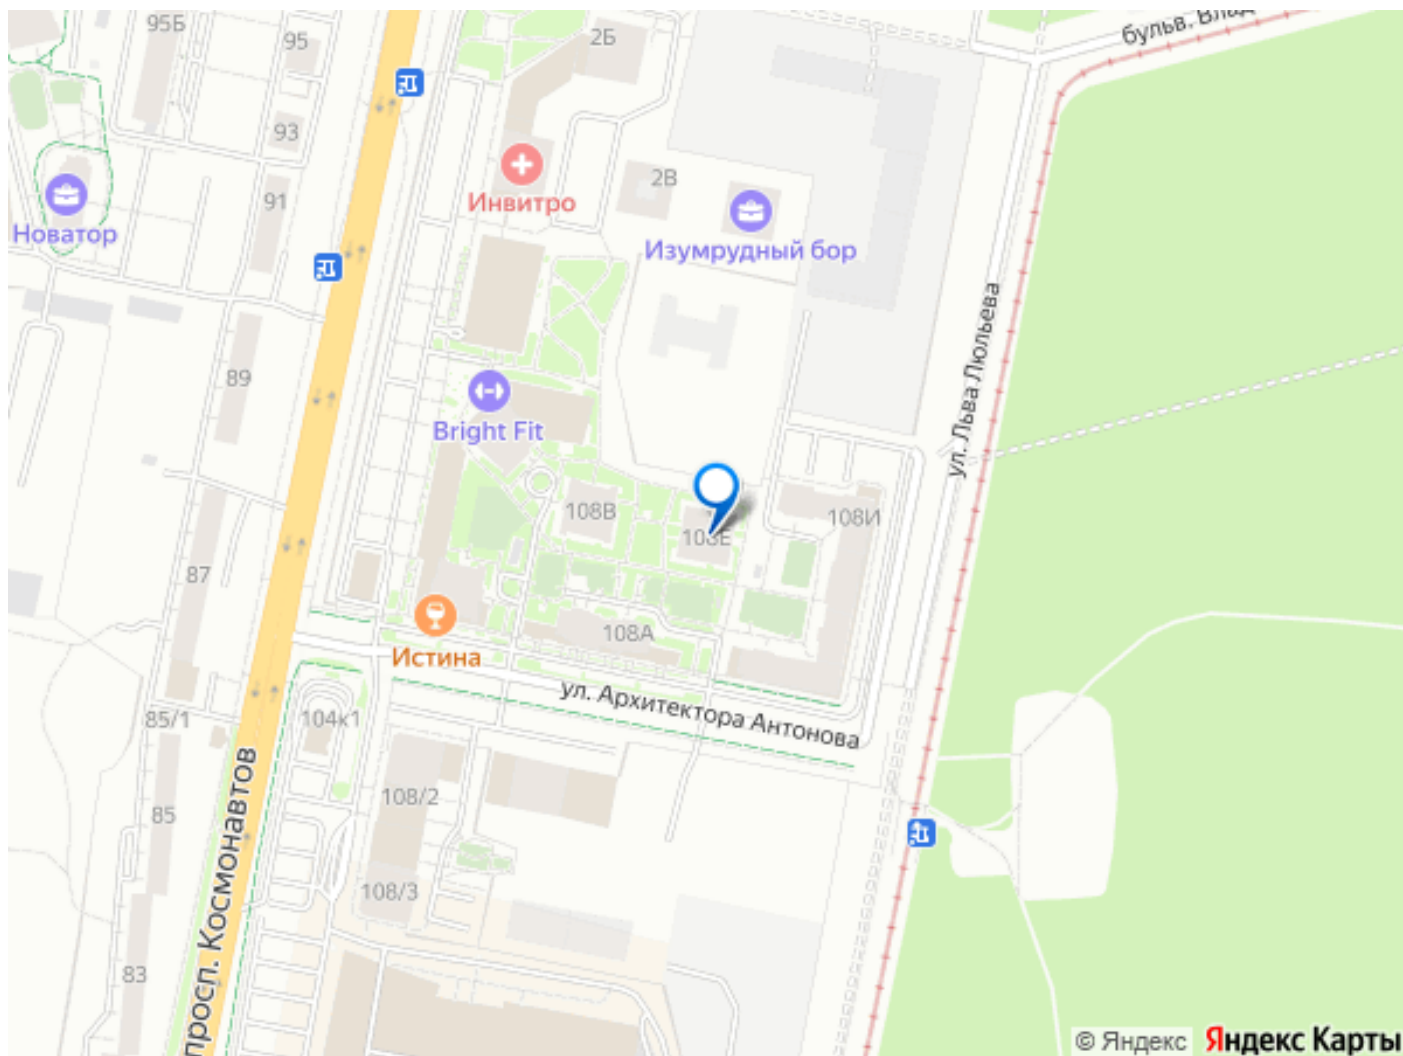 95Б
95
2Б
бульв. Влад
93
2В
Инвитро
91
Новатор
Изумрудный бор
ул. Льва Люльева
89
Bright Fit
108В
108Е
108И
87
108А
Истина
ул. Архитектора Антонова
85/1
104к1
просп. Космонавтов
108/2
85
108/3
83
© Яндекс
Яндекс Карты